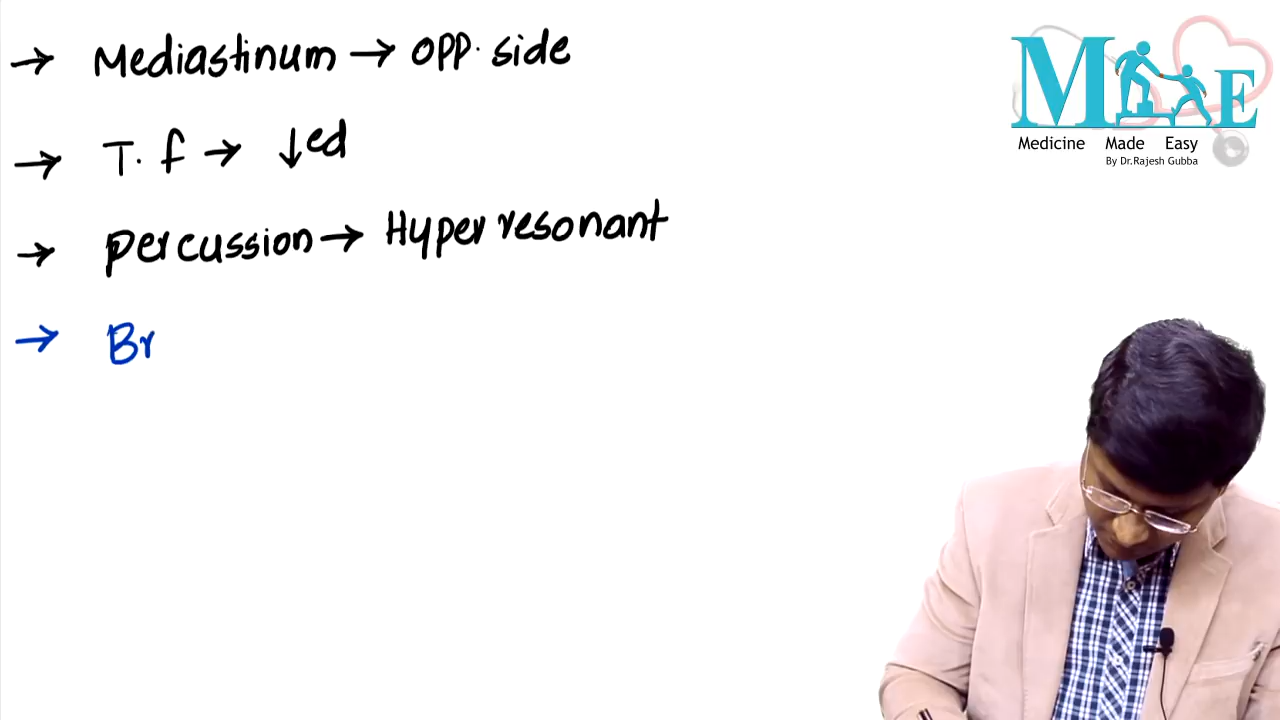 → Mediastinum → opp. side
→ T. f → ↓ed
→ percussion → Hyper resonant
→ Br
M E
Medicine Made Easy
By Dr.Rajesh Gubba